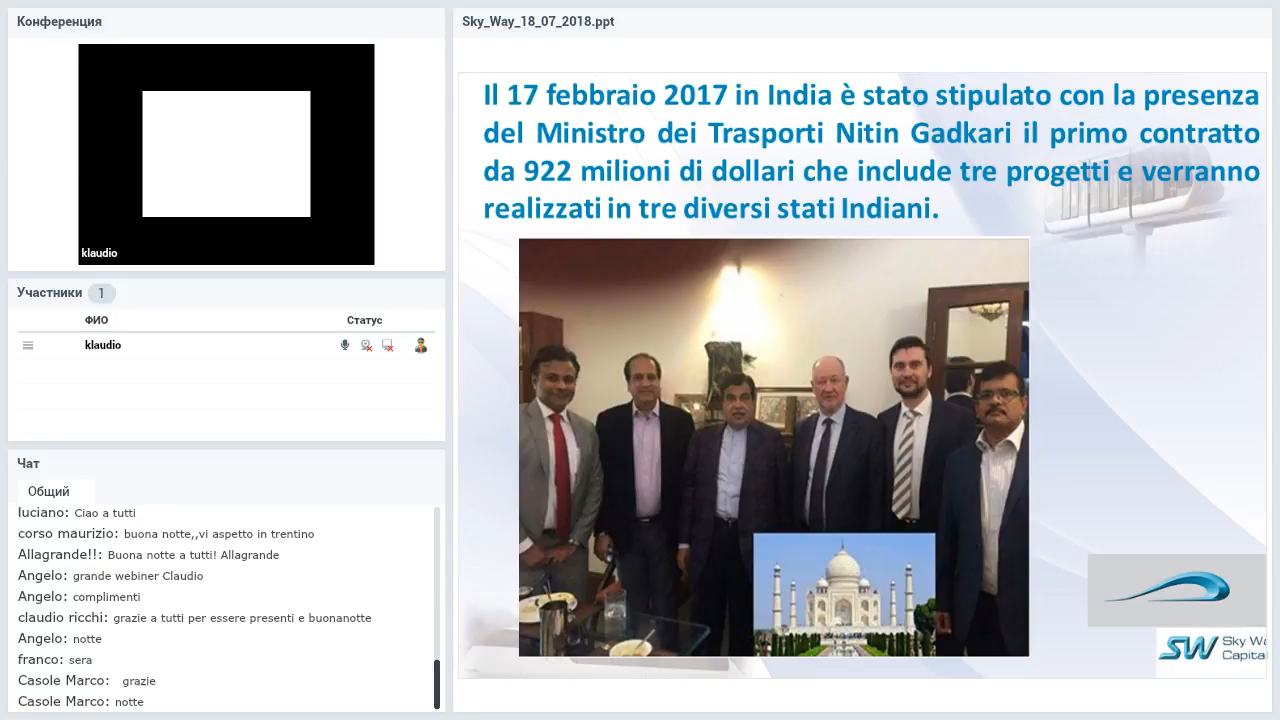 Конференция
klaudio
Участники 1
ФИО Статус
klaudio
Чат
Общий
luciano: Ciao a tutti
corso maurizio: buona notte,,vi aspetto in trentino
Allagrande!!: Buona notte a tutti! Allagrande
Angelo: grande webiner Claudio
Angelo: complimenti
claudio ricchi: grazie a tutti per essere presenti e buonanotte
Angelo: notte
franco: sera
Casole Marco: grazie
Casole Marco: notte
Sky_Way_18_07_2018.ppt
Il 17 febbraio 2017 in India è stato stipulato con la presenza
del Ministro dei Trasporti Nitin Gadkari il primo contratto
da 922 milioni di dollari che include tre progetti e verranno
realizzati in tre diversi stati Indiani.
SW Sky Wa
Capital